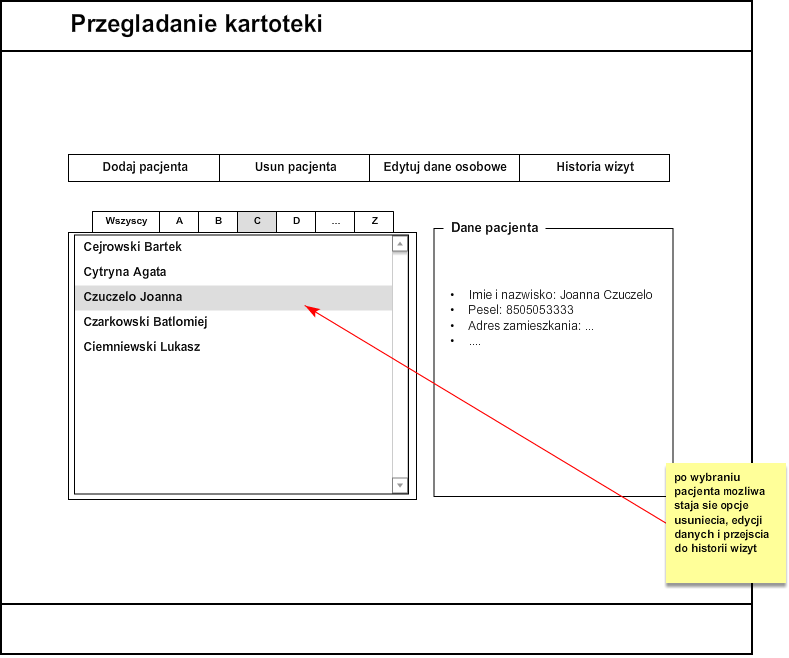 Przegladanie kartoteki
Dodaj pacjenta Usun pacjenta Edytuj dane osobowe Historia wizyt
Wszyscy A B C D ... Z
Cejrowski Bartek
Cytryna Agata
Czuczelo Joanna
Czarkowski Batlomiej
Ciemniewski Lukasz
Dane pacjenta
• Imie i nazwisko: Joanna Czuczelo
• Pesel: 8505053333
• Adres zamieszkania: ...
• ....
po wybraniu
pacjenta mozliwa
staja sie opcje
usuniecia, edycji
danych i przejscia
do historii wizyt